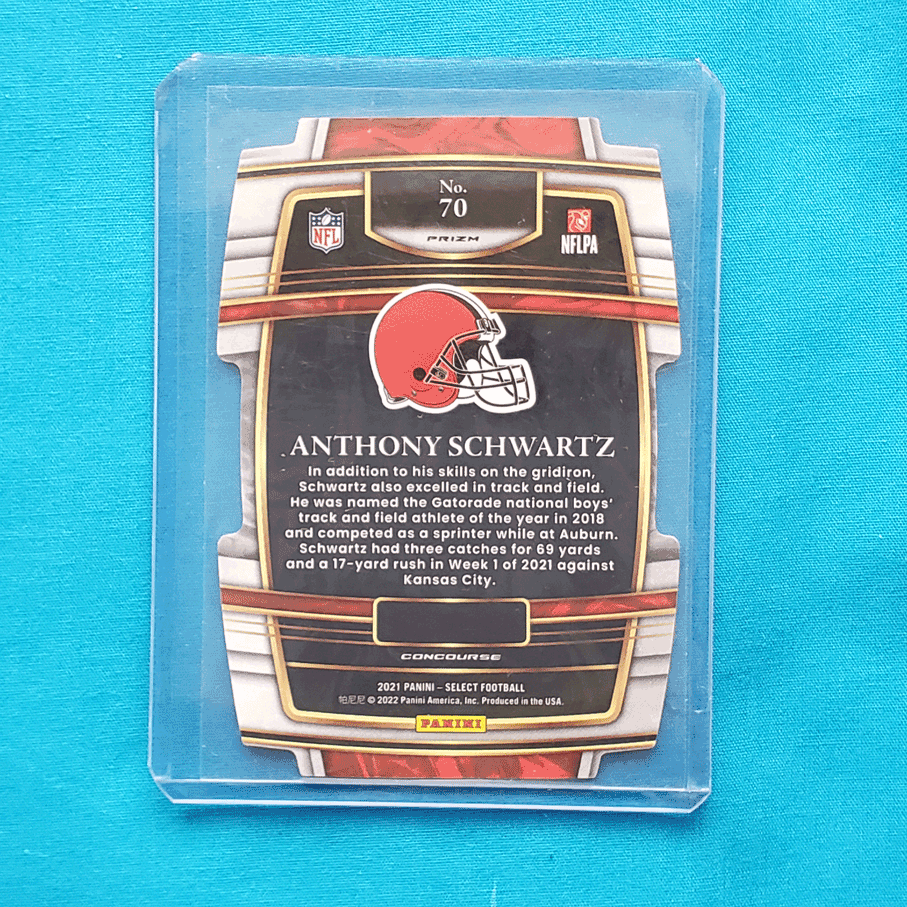 No.
70
PRIZM
NFL
NFLPA
ANTHONY SCHWARTZ
In addition to his skills on the gridiron,
Schwartz also excelled in track and field.
He was named the Gatorade national boys'
track and field athlete of the year in 2018
and competed as a sprinter while at Auburn.
Schwartz had three catches for 69 yards
and a 17-yard rush in Week 1 of 2021 against
Kansas City.
CONCOURSE
2021 PANINI – SELECT FOOTBALL
帕尼尼 © 2022 Panini America, Inc. Produced in the USA.
PANINI